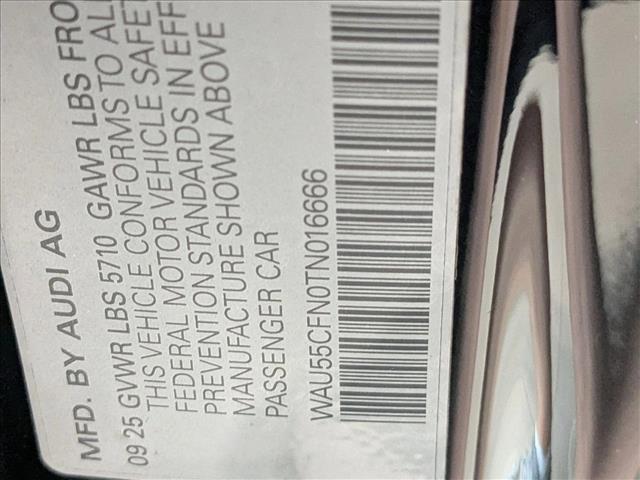 MFD. BY AUDI AG
09 25 GVWR LBS 5710 GAWR LBS FRO
THIS VEHICLE CONFORMS TO ALL
FEDERAL MOTOR VEHICLE SAFET
PREVENTION STANDARDS IN EFF
MANUFACTURE SHOWN ABOVE
PASSENGER CAR
WAU55CFN0TN016666